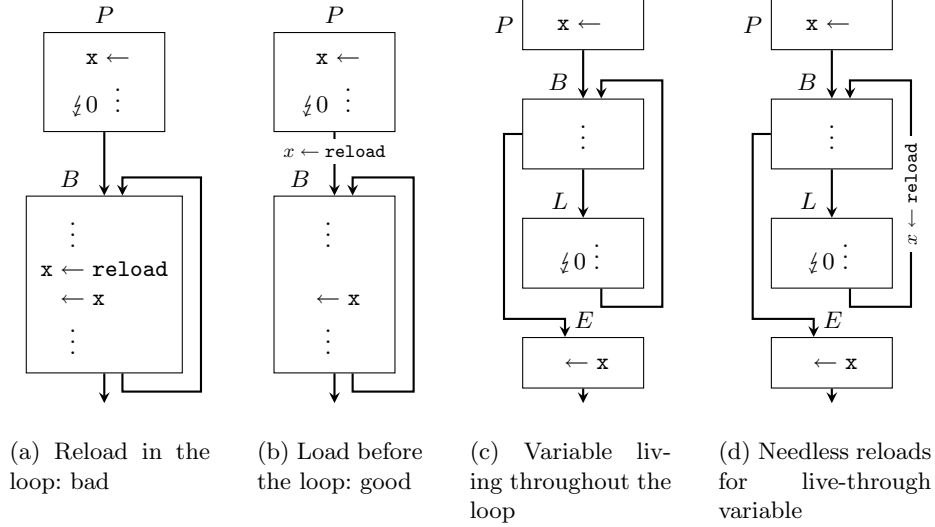 P
x ←
↯0 ⋮
B
⋮
x ← reload
← x
⋮
(a) Reload in the
loop: bad
P
x ←
↯0 ⋮
x ← reload
B
⋮
← x
⋮
(b) Load before
the loop: good
P
x ←
B
⋮
L
↯0 ⋮
E
← x
(c) Variable liv-
ing throughout the
loop
P
x ←
B
⋮
L
↯0 ⋮
x ← reload
E
← x
(d) Needless reloads
for live-through
variable